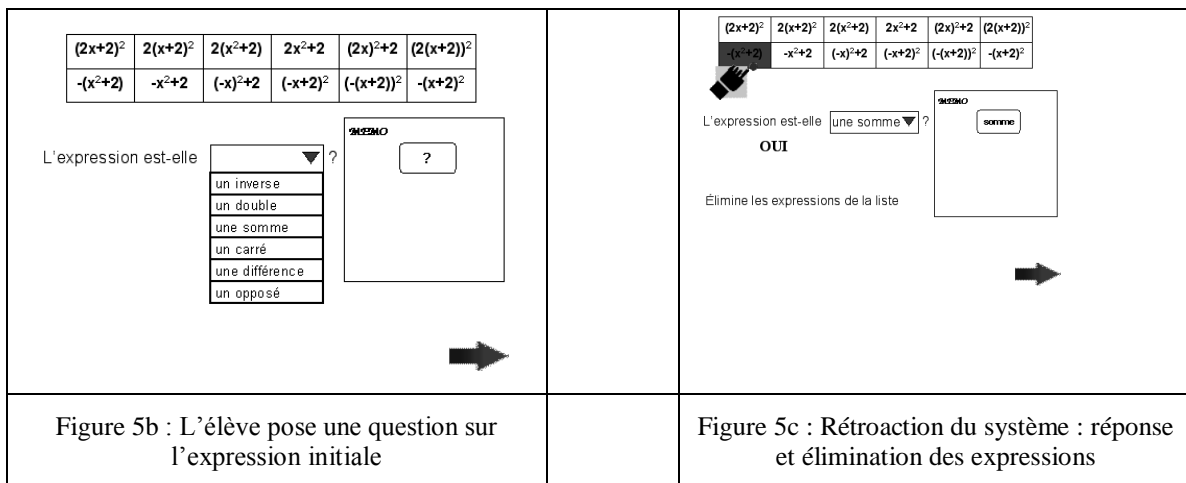 (2x+2)² 2(x+2)² 2(x²+2) 2x²+2 (2x)²+2 (2(x+2))²
-(x²+2) -x²+2 (-x)²+2 (-x+2)² (-(x+2))² -(x+2)²
L'expression est-elle ?
un inverse
un double
une somme
un carré
une différence
un opposé
MEMO
?
Figure 5b : L'élève pose une question sur
l'expression initiale
(2x+2)² 2(x+2)² 2(x²+2) 2x²+2 (2x)²+2 (2(x+2))²
-(x²+2) -x²+2 (-x)²+2 (-x+2)² (-(x+2))² -(x+2)²
L'expression est-elle une somme ?
OUI
Élimine les expressions de la liste
MEMO
somme
Figure 5c : Rétroaction du système : réponse
et élimination des expressions